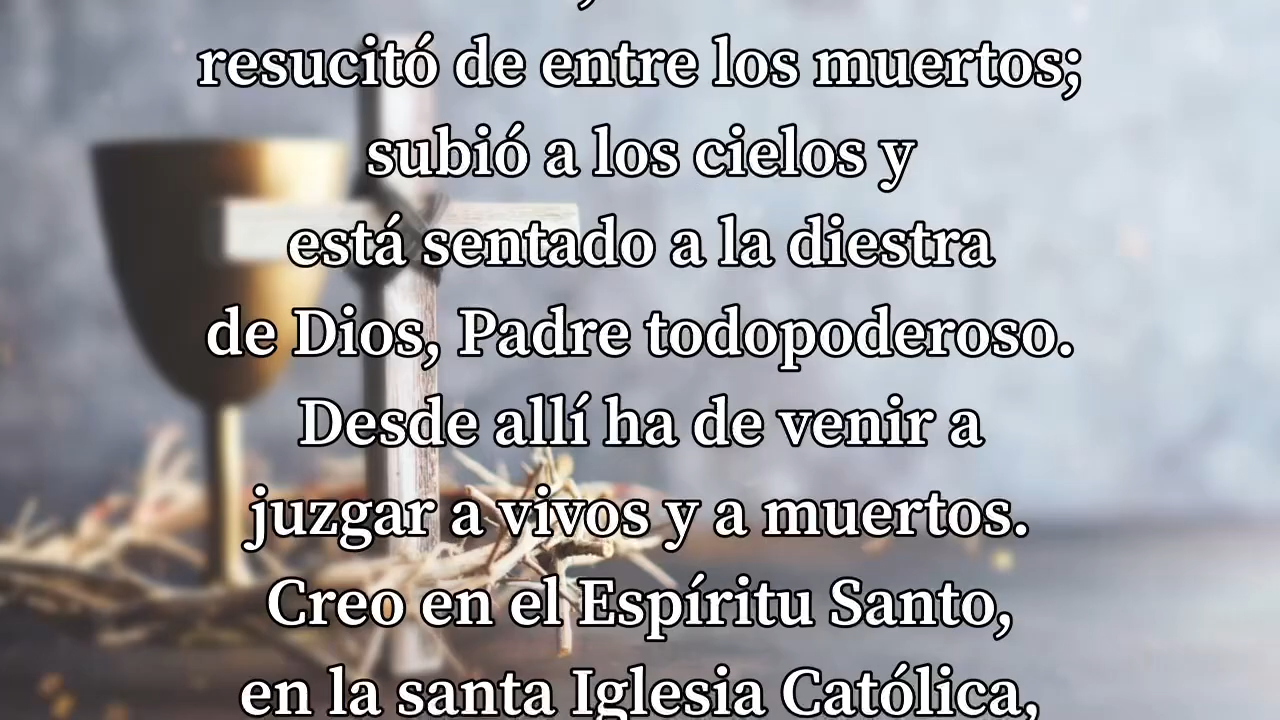 resucitó de entre los muertos;
subió a los cielos y
está sentado a la diestra
de Dios, Padre todopoderoso.
Desde allí ha de venir a
juzgar a vivos y a muertos.
Creo en el Espíritu Santo,
en la santa Iglesia Católica,